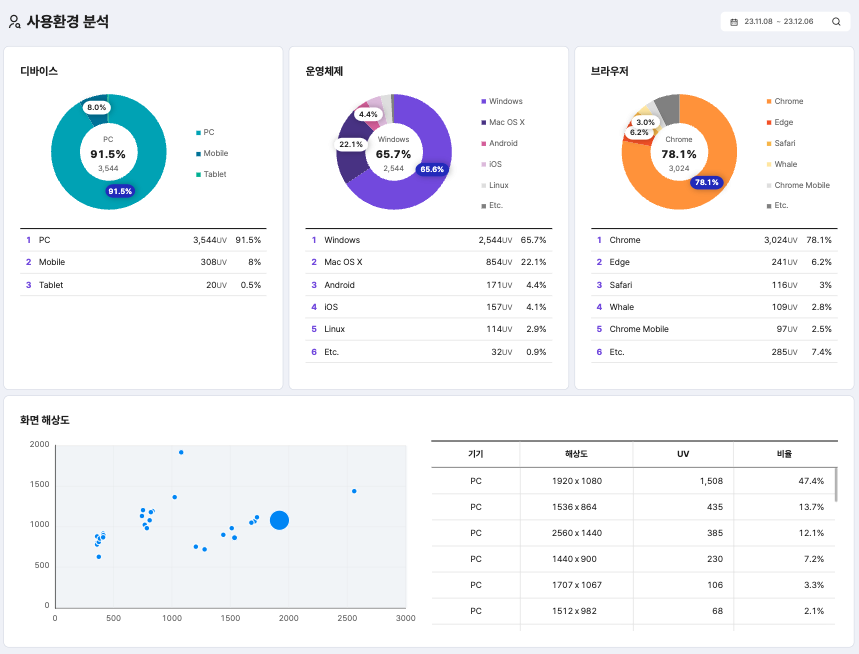 사용환경 분석
23.11.08 - 23.12.06
디바이스
8.0%
PC
91.5%
3,544
91.5%
PC
Mobile
Tablet
1 PC 3,544UV 91.5%
2 Mobile 308UV 8%
3 Tablet 20UV 0.5%
운영체제
4.4%
22.1%
Windows
65.7%
2,544
65.6%
Windows
Mac OS X
Android
iOS
Linux
Etc.
1 Windows 2,544UV 65.7%
2 Mac OS X 854UV 22.1%
3 Android 171UV 4.4%
4 iOS 157UV 4.1%
5 Linux 114UV 2.9%
6 Etc. 32UV 0.9%
브라우저
3.0%
6.2%
Chrome
78.1%
3,024
78.1%
Chrome
Edge
Safari
Whale
Chrome Mobile
Etc.
1 Chrome 3,024UV 78.1%
2 Edge 241UV 6.2%
3 Safari 116UV 3%
4 Whale 109UV 2.8%
5 Chrome Mobile 97UV 2.5%
6 Etc. 285UV 7.4%
화면 해상도
2000
1500
1000
500
0
0 500 1000 1500 2000 2500 3000
기기 해상도 UV 비율
PC 1920 x 1080 1,508 47.4%
PC 1536 x 864 435 13.7%
PC 2560 x 1440 385 12.1%
PC 1440 x 900 230 7.2%
PC 1707 x 1067 106 3.3%
PC 1512 x 982 68 2.1%